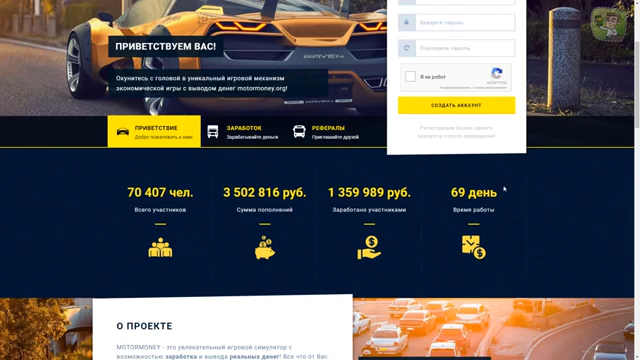 ПРИВЕТСТВУЕМ ВАС!
Окунитесь с головой в уникальный игровой механизм
экономической игры с выводом денег motormoney.org!
RAVEN
Введите пароль
Повторите пароль
Я не робот
reCAPTCHA
СОЗДАТЬ АККАУНТ
Регистрация более одного
аккаунта строго запрещена!
ПРИВЕТСТВИЕ
Добро пожаловать к нам!
ЗАРАБОТОК
Зарабатывайте деньги
РЕФЕРАЛЫ
Приглашайте друзей
70 407 чел.
Всего участников
3 502 816 руб.
Сумма пополнений
1 359 989 руб.
Заработано участниками
69 день
Время работы
О ПРОЕКТЕ
MOTORMONEY - это увлекательный игровой симулятор с
возможностью заработка и вывода реальных денег! Все что от Вас